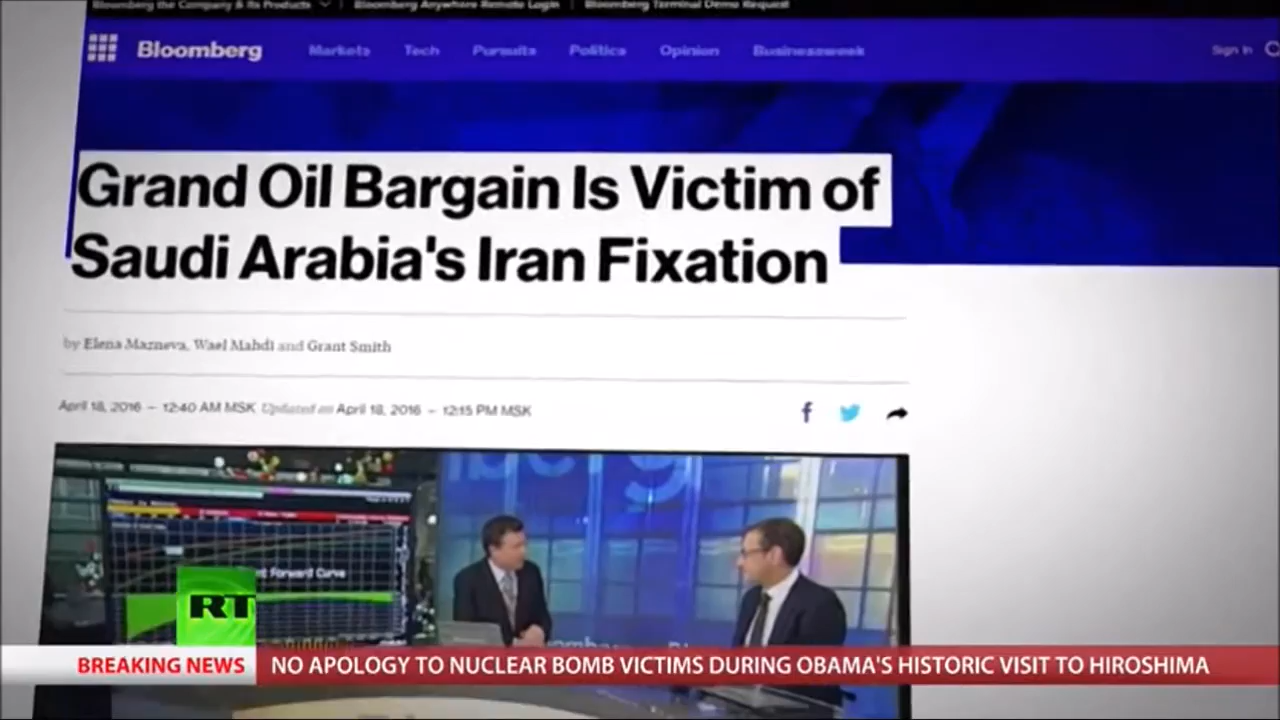 Bloomberg the Company & Its Products Bloomberg Anywhere Remote Login Bloomberg Terminal Demo Request
Bloomberg Markets Tech Pursuits Politics Opinion Businessweek Sign In
Grand Oil Bargain Is Victim of
Saudi Arabia's Iran Fixation
by Elena Mazneva, Wael Mahdi and Grant Smith
April 18, 2016 — 12:40 AM MSK Updated on April 18, 2016 — 12:15 PM MSK
Forward Curve
RT
BREAKING NEWS NO APOLOGY TO NUCLEAR BOMB VICTIMS DURING OBAMA'S HISTORIC VISIT TO HIROSHIMA